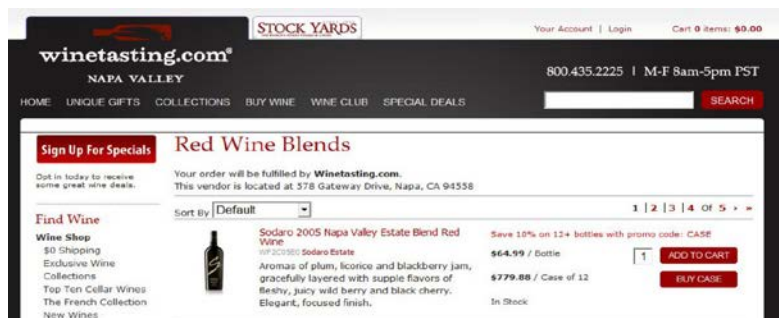 STOCK YARDS
Your Account | Login
Cart 0 items: $0.00
winetasting.com®
NAPA VALLEY
800.435.2225 | M-F 8am-5pm PST
HOME UNIQUE GIFTS COLLECTIONS BUY WINE WINE CLUB SPECIAL DEALS
SEARCH
Sign Up For Specials
Opt in today to receive
some great wine deals.
Find Wine
Wine Shop
$0 Shipping
Exclusive Wine
Collections
Top Ten Cellar Wines
The French Collection
New Wines
Red Wine Blends
Your order will be fulfilled by Winetasting.com.
This vendor is located at 578 Gateway Drive, Napa, CA 94558
Sort By Default
1 | 2 | 3 | 4 Of 5 › »
Sodaro 2005 Napa Valley Estate Blend Red
Wine
Sodaro Estate
Aromas of plum, licorice and blackberry jam,
gracefully layered with supple flavors of
fleshy, juicy wild berry and black cherry.
Elegant, focused finish.
Save 10% on 12+ bottles with promo code: CASE
$64.99 / Bottle
1 ADD TO CART
$779.88 / Case of 12
BUY CASE
In Stock